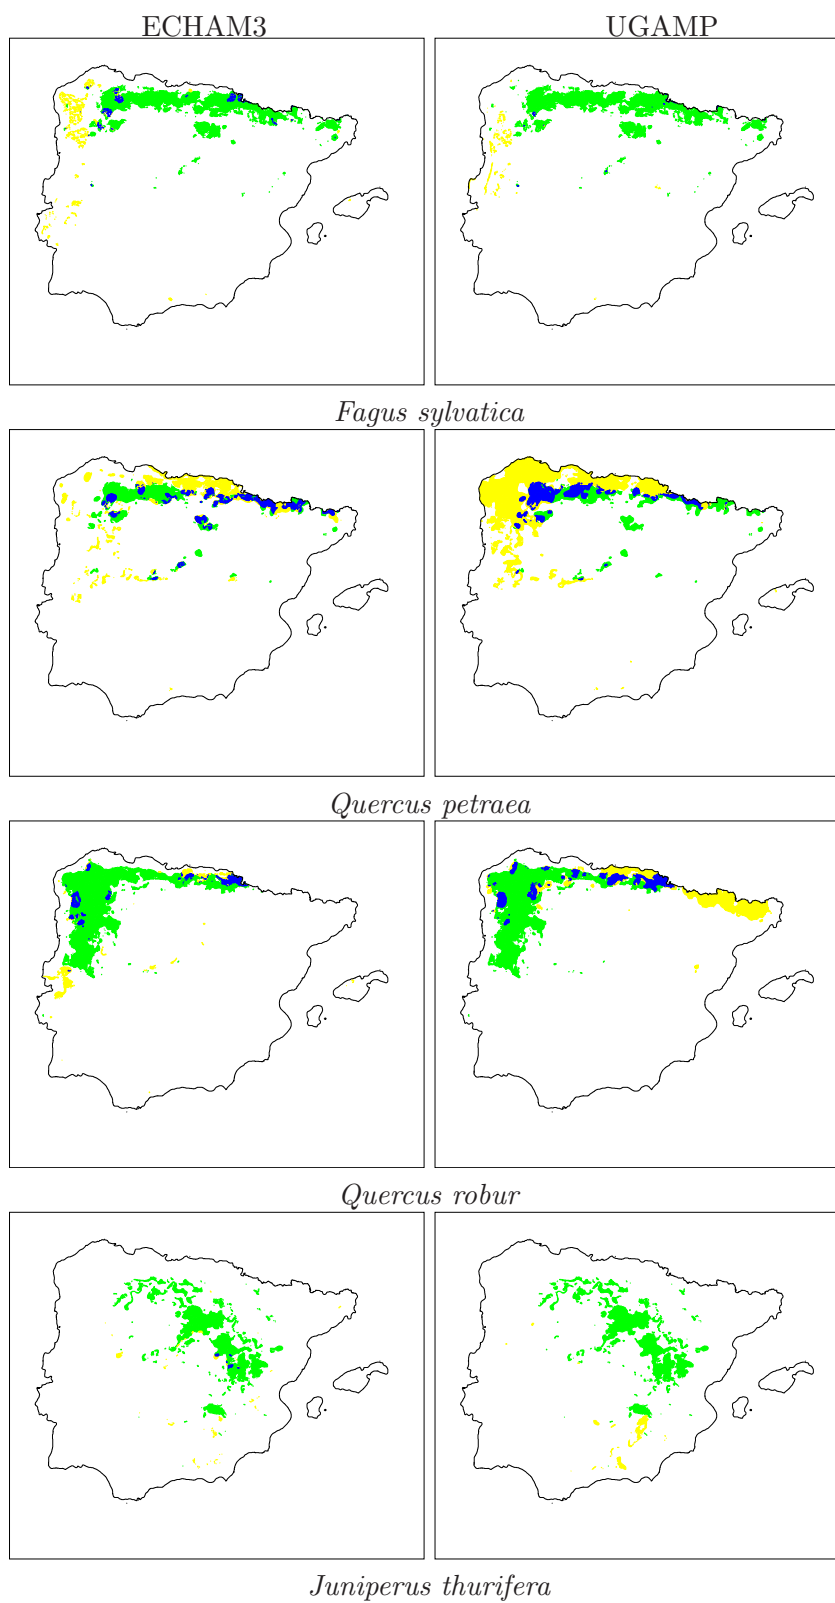 ECHAM3 UGAMP
Fagus sylvatica
Quercus petraea
Quercus robur
Juniperus thurifera